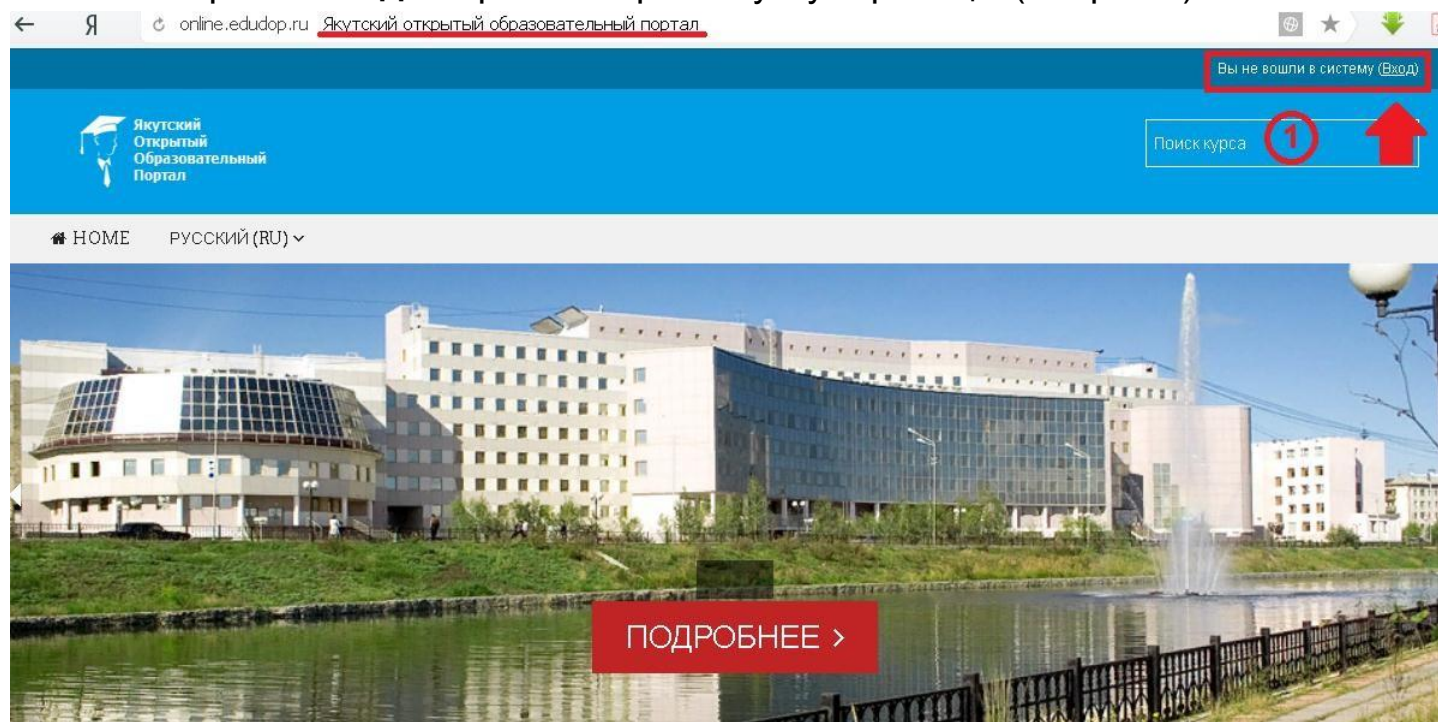 ← Я online.edudop.ru Якутский открытый образовательный портал
Вы не вошли в систему (Вход)
Якутский
Открытый
Образовательный
Портал
Поиск курса 1
HOME РУССКИЙ (RU)
ПОДРОБНЕЕ >